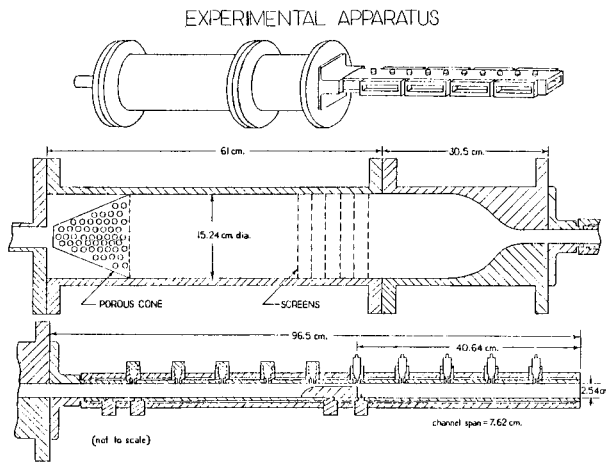 EXPERIMENTAL APPARATUS
61 cm.
30.5 cm.
15.24 cm. dia.
POROUS CONE
SCREENS
96.5 cm.
40.64 cm.
2.54 c
channel span = 7.62 cm.
(not to scale)